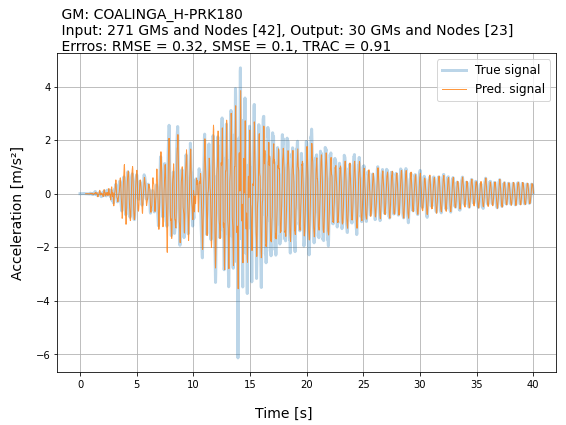 GM: COALINGA_H-PRK180
Input: 271 GMs and Nodes [42], Output: 30 GMs and Nodes [23]
Erros: RMSE = 0.32, SMSE = 0.1, TRAC = 0.91
True signal
Pred. signal
Acceleration [m/s²]
4
2
0
−2
−4
−6
0 5 10 15 20 25 30 35 40
Time [s]